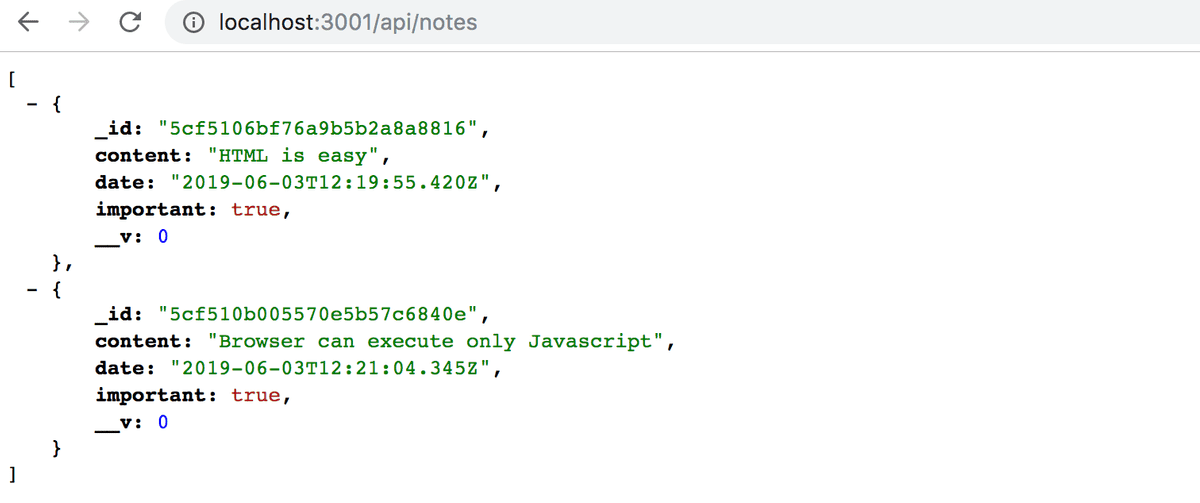 localhost:3001/api/notes
[
- {
_id: "5cf5106bf76a9b5b2a8a8816",
content: "HTML is easy",
date: "2019-06-03T12:19:55.420Z",
important: true,
__v: 0
},
- {
_id: "5cf510b005570e5b57c6840e",
content: "Browser can execute only Javascript",
date: "2019-06-03T12:21:04.345Z",
important: true,
__v: 0
}
]